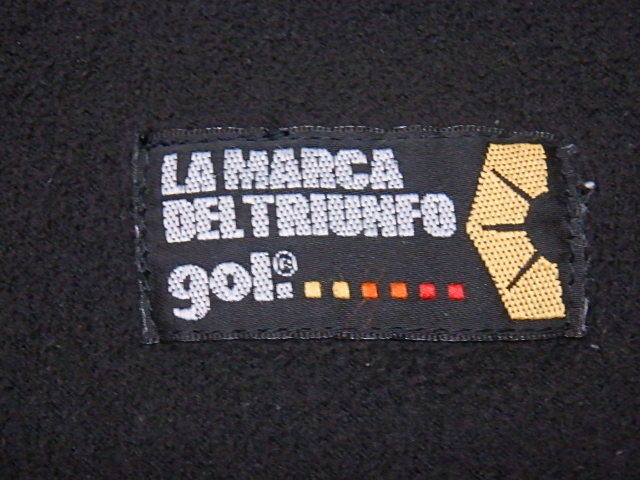 LA MARCA
DEL TRIUNFO
gol.®